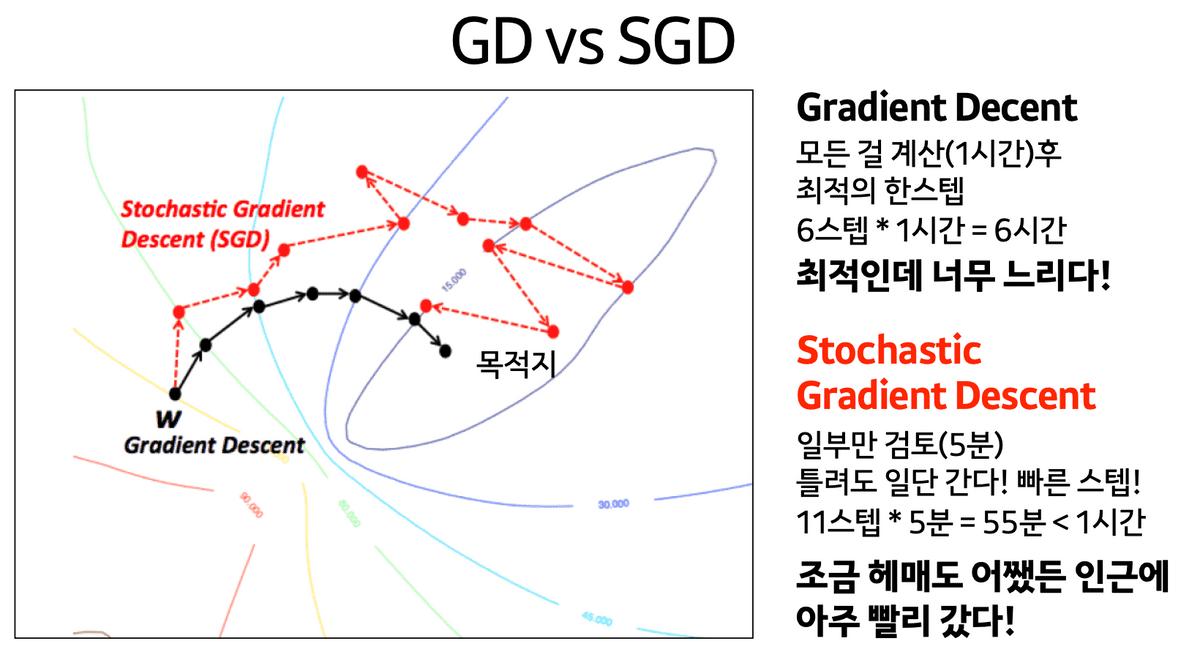 GD vs SGD
Stochastic Gradient
Descent (SGD)
15.000
목적지
W
Gradient Descent
90.000
60.000
30.000
45.000
Gradient Decent
모든 걸 계산(1시간)후
최적의 한스텝
6스텝 * 1시간 = 6시간
최적인데 너무 느리다!
Stochastic
Gradient Descent
일부만 검토(5분)
틀려도 일단 간다! 빠른 스텝!
11스텝 * 5분 = 55분 < 1시간
조금 헤매도 어쨌든 인근에
아주 빨리 갔다!